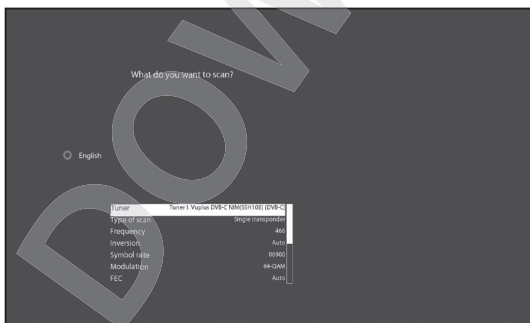 What do you want to scan?
English
Tuner Tuner I: Vuplus DVB-C NIM(SSH108) (DVB-C)
Type of scan Single transponder
Frequency 466
Inversion Auto
Symbol rate 06900
Modulation 64-QAM
FEC Auto